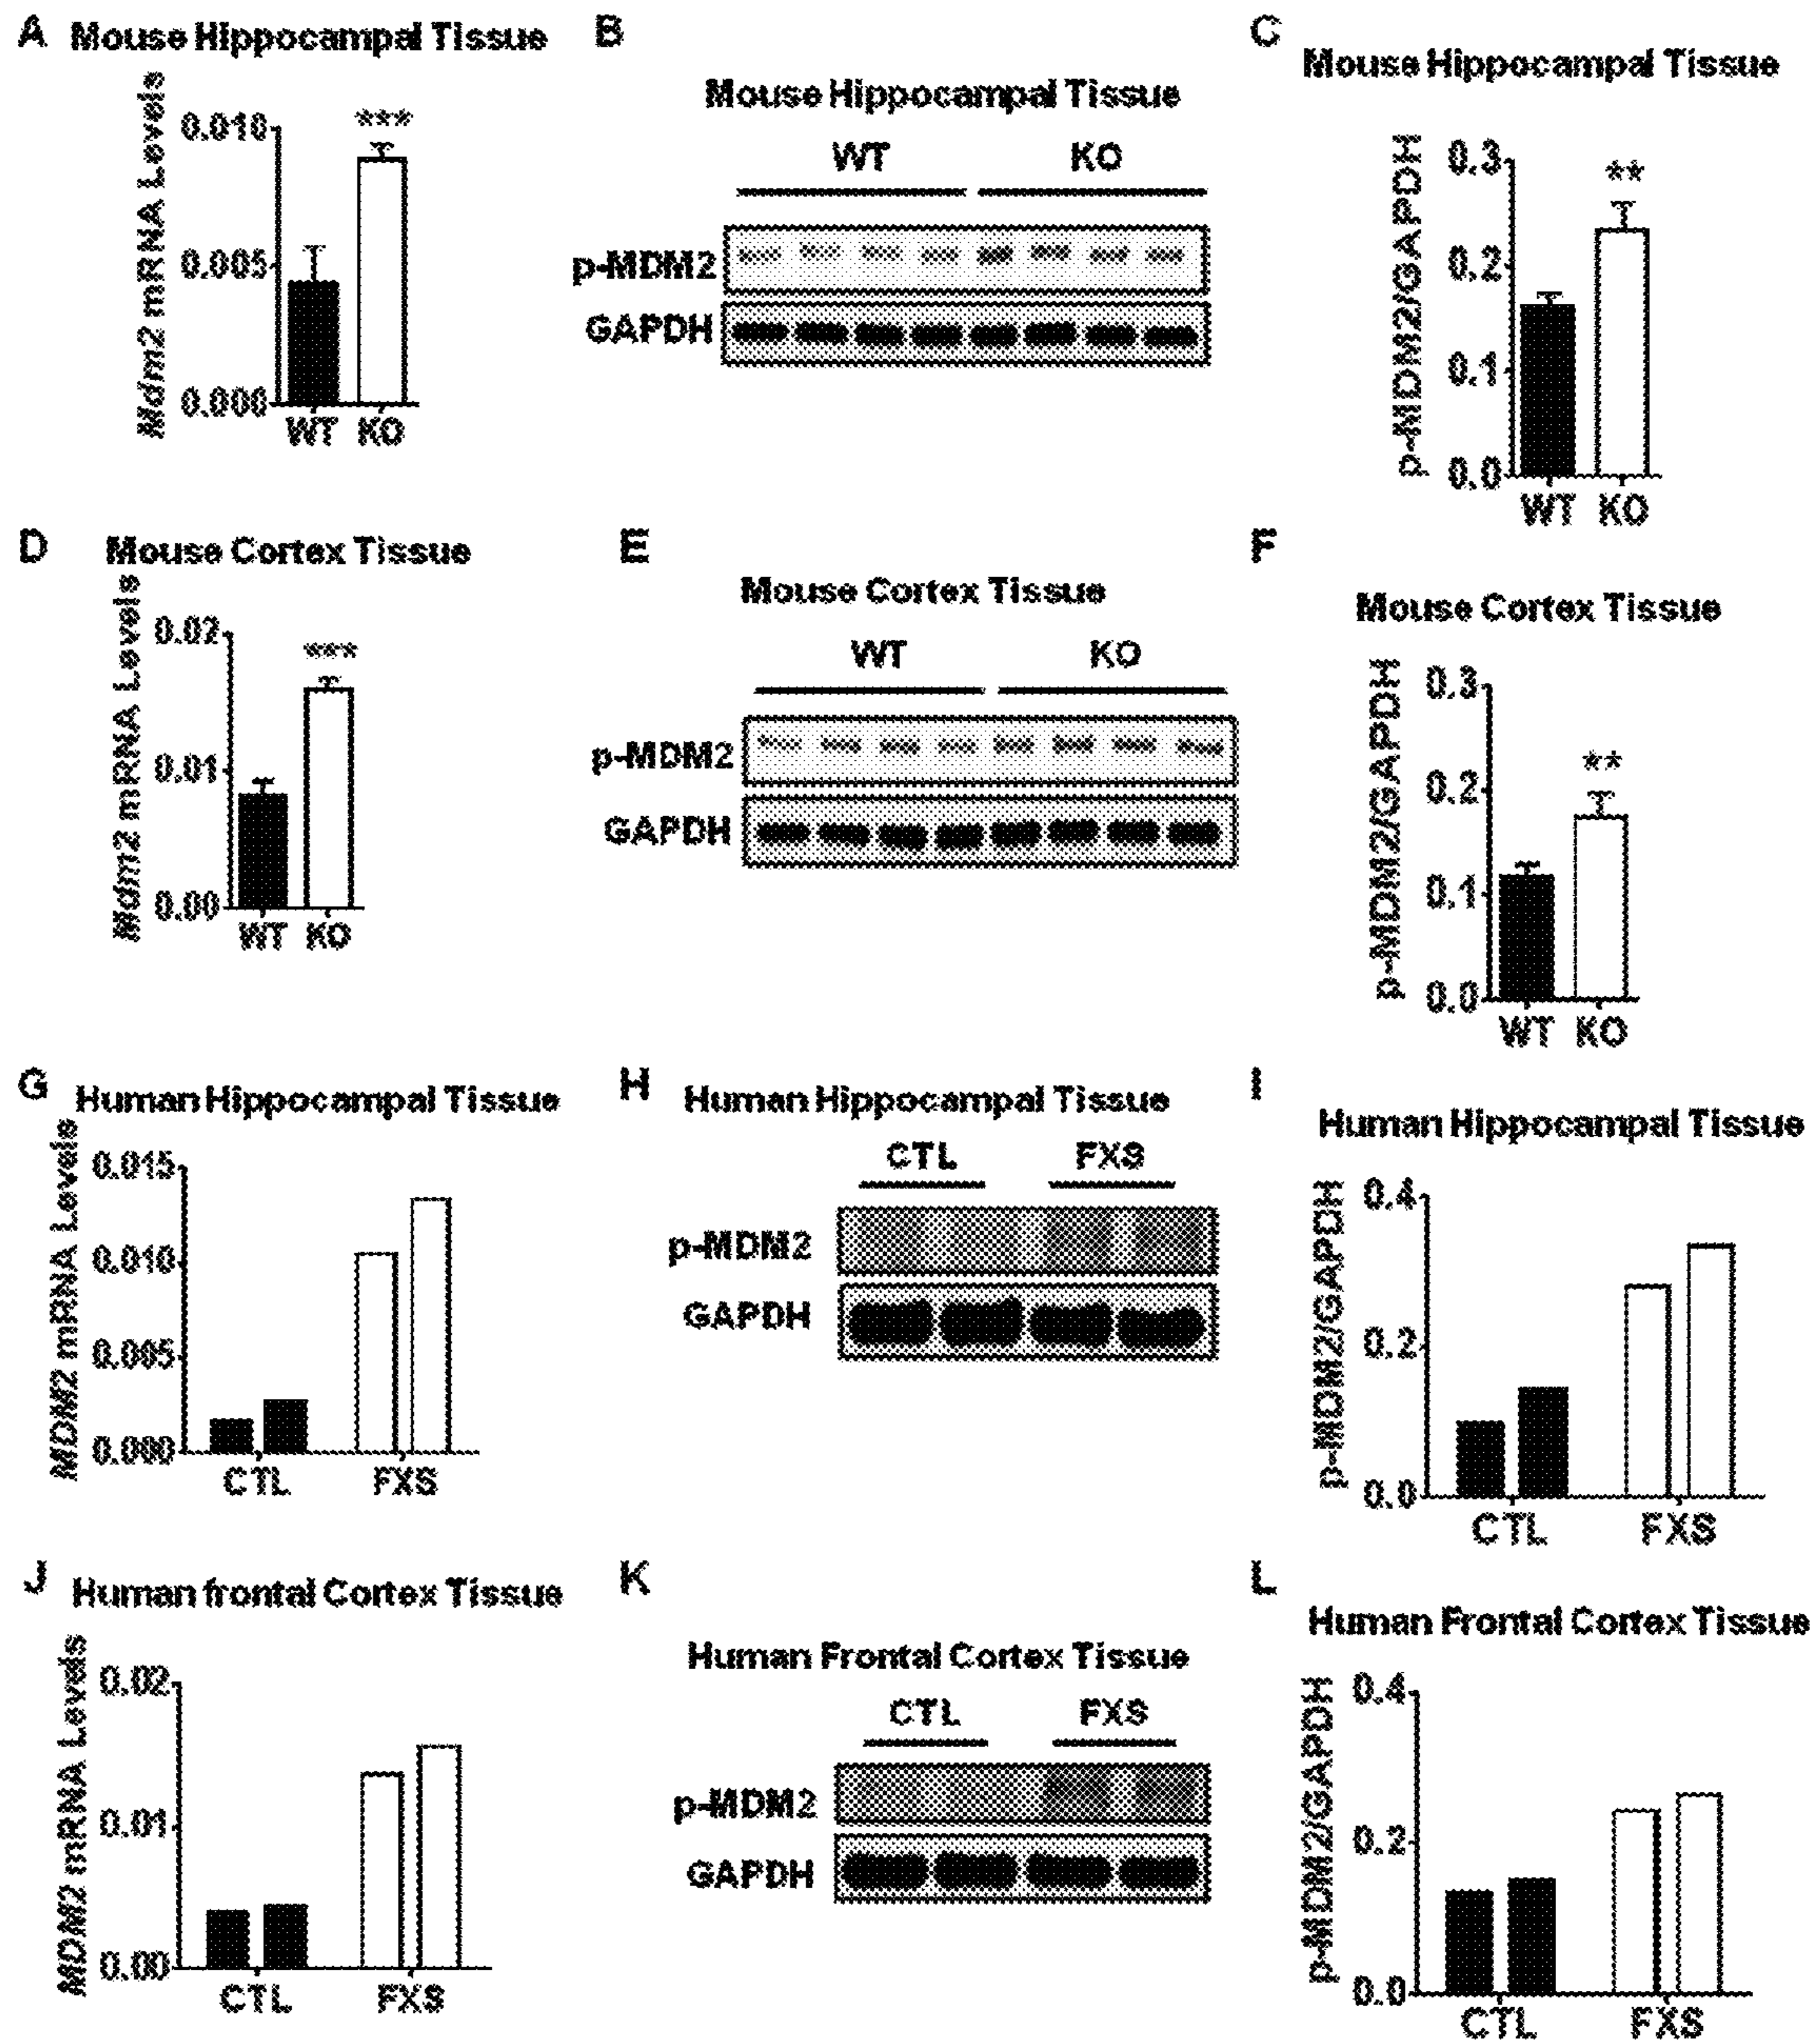 A Mouse Hippocampal Tissue
Mdm2 mRNA Levels
0.010
0.005
0.000
***
WT KO
B
Mouse Hippocampal Tissue
WT KO
p-MDM2
GAPDH
C
Mouse Hippocampal Tissue
p-MDM2/GAPDH
0.3
0.2
0.1
0.0
**
WT KO
D Mouse Cortex Tissue
Mdm2 mRNA Levels
0.02
0.01
0.00
***
WT KO
E
Mouse Cortex Tissue
WT KO
p-MDM2
GAPDH
F
Mouse Cortex Tissue
p-MDM2/GAPDH
0.3
0.2
0.1
0.0
**
WT KO
G Human Hippocampal Tissue
MDM2 mRNA Levels
0.015
0.010
0.005
0.000
CTL FXS
H Human Hippocampal Tissue
CTL FXS
p-MDM2
GAPDH
I
Human Hippocampal Tissue
p-MDM2/GAPDH
0.4
0.2
0.0
CTL FXS
J Human frontal Cortex Tissue
MDM2 mRNA Levels
0.02
0.01
0.00
CTL FXS
K
Human Frontal Cortex Tissue
CTL FXS
p-MDM2
GAPDH
L
Human Frontal Cortex Tissue
p-MDM2/GAPDH
0.4
0.2
0.0
CTL FXS